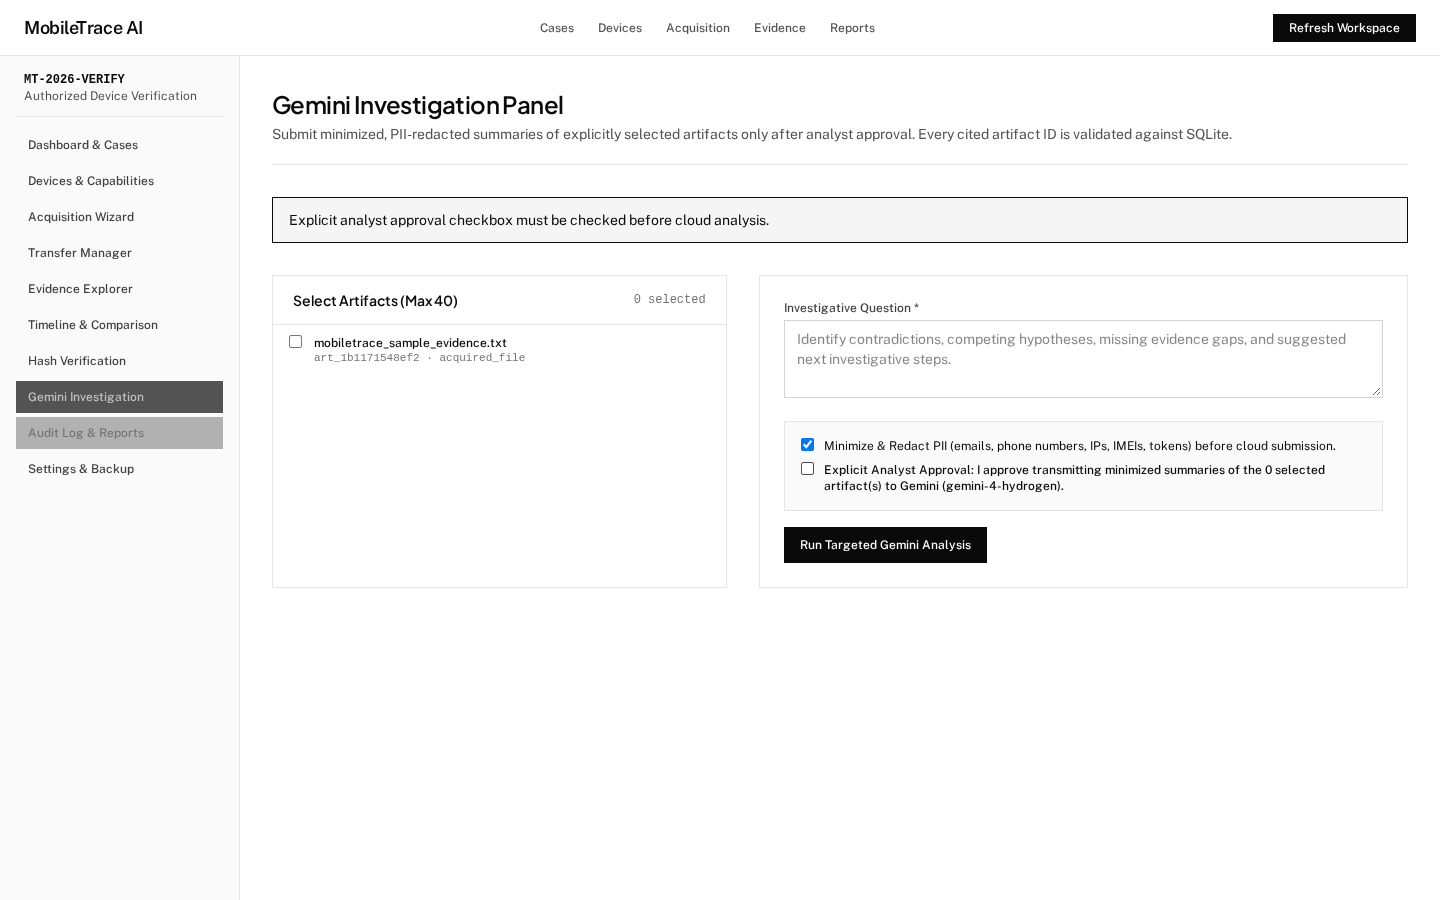 MobileTrace AI
Cases
Devices
Acquisition
Evidence
Reports
Refresh Workspace
MT-2026-VERIFY
Authorized Device Verification
Dashboard & Cases
Devices & Capabilities
Acquisition Wizard
Transfer Manager
Evidence Explorer
Timeline & Comparison
Hash Verification
Gemini Investigation
Audit Log & Reports
Settings & Backup
Gemini Investigation Panel
Submit minimized, PII-redacted summaries of explicitly selected artifacts only after analyst approval. Every cited artifact ID is validated against SQLite.
Explicit analyst approval checkbox must be checked before cloud analysis.
Select Artifacts (Max 40)
0 selected
mobiletrace_sample_evidence.txt
art_1b1171548ef2 · acquired_file
Investigative Question *
Identify contradictions, competing hypotheses, missing evidence gaps, and suggested
next investigative steps.
Minimize & Redact PII (emails, phone numbers, IPs, IMEIs, tokens) before cloud submission.
Explicit Analyst Approval: I approve transmitting minimized summaries of the 0 selected
artifact(s) to Gemini (gemini-4-hydrogen).
Run Targeted Gemini Analysis